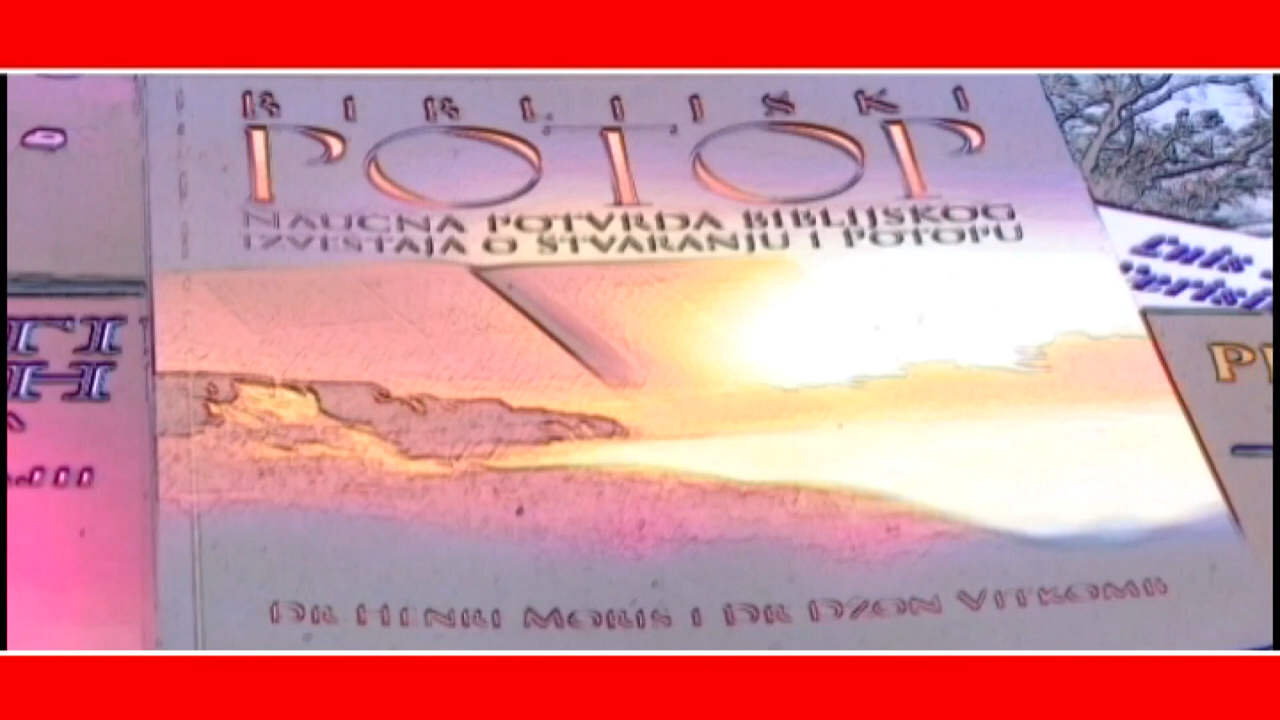 BIBLIJSKI
POTOP
NAUČNA POTVRDA BIBLIJSKOG
IZVEŠTAJA O STVARANJU I POTOPU
DR HENRI MORIS I DR DŽON VITKOMB